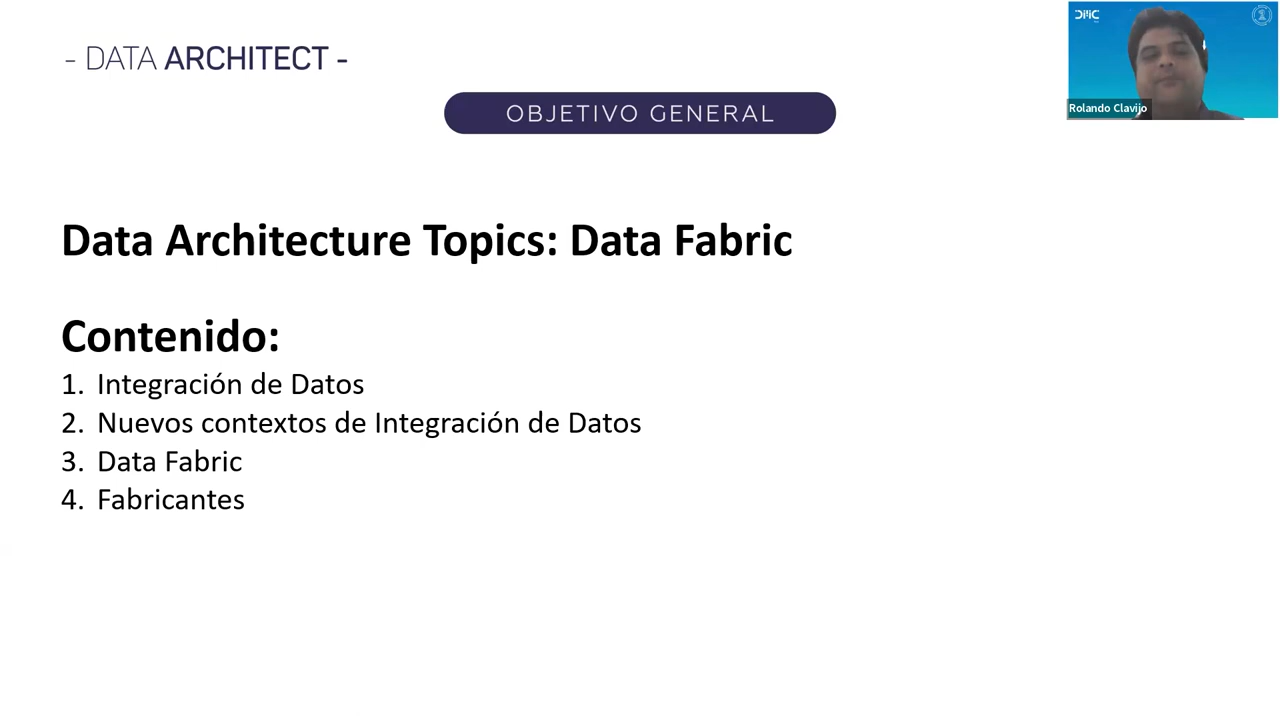 - DATA ARCHITECT -
DMC
Rolando Clavijo
OBJETIVO GENERAL
Data Architecture Topics: Data Fabric
Contenido:
1. Integración de Datos
2. Nuevos contextos de Integración de Datos
3. Data Fabric
4. Fabricantes